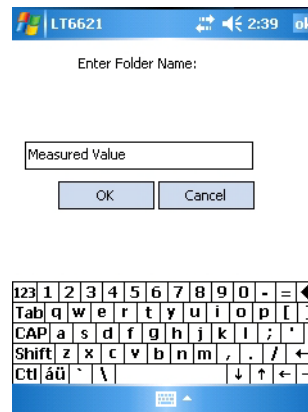 LT6621 2:39 ok
Enter Folder Name:
Measured Value
OK Cancel
123 1 2 3 4 5 6 7 8 9 0 - =
Tab q w e r t y u i o p [ ]
CAP a s d f g h j k l ; '
Shift z x c v b n m , . /
Ctl áü ` \